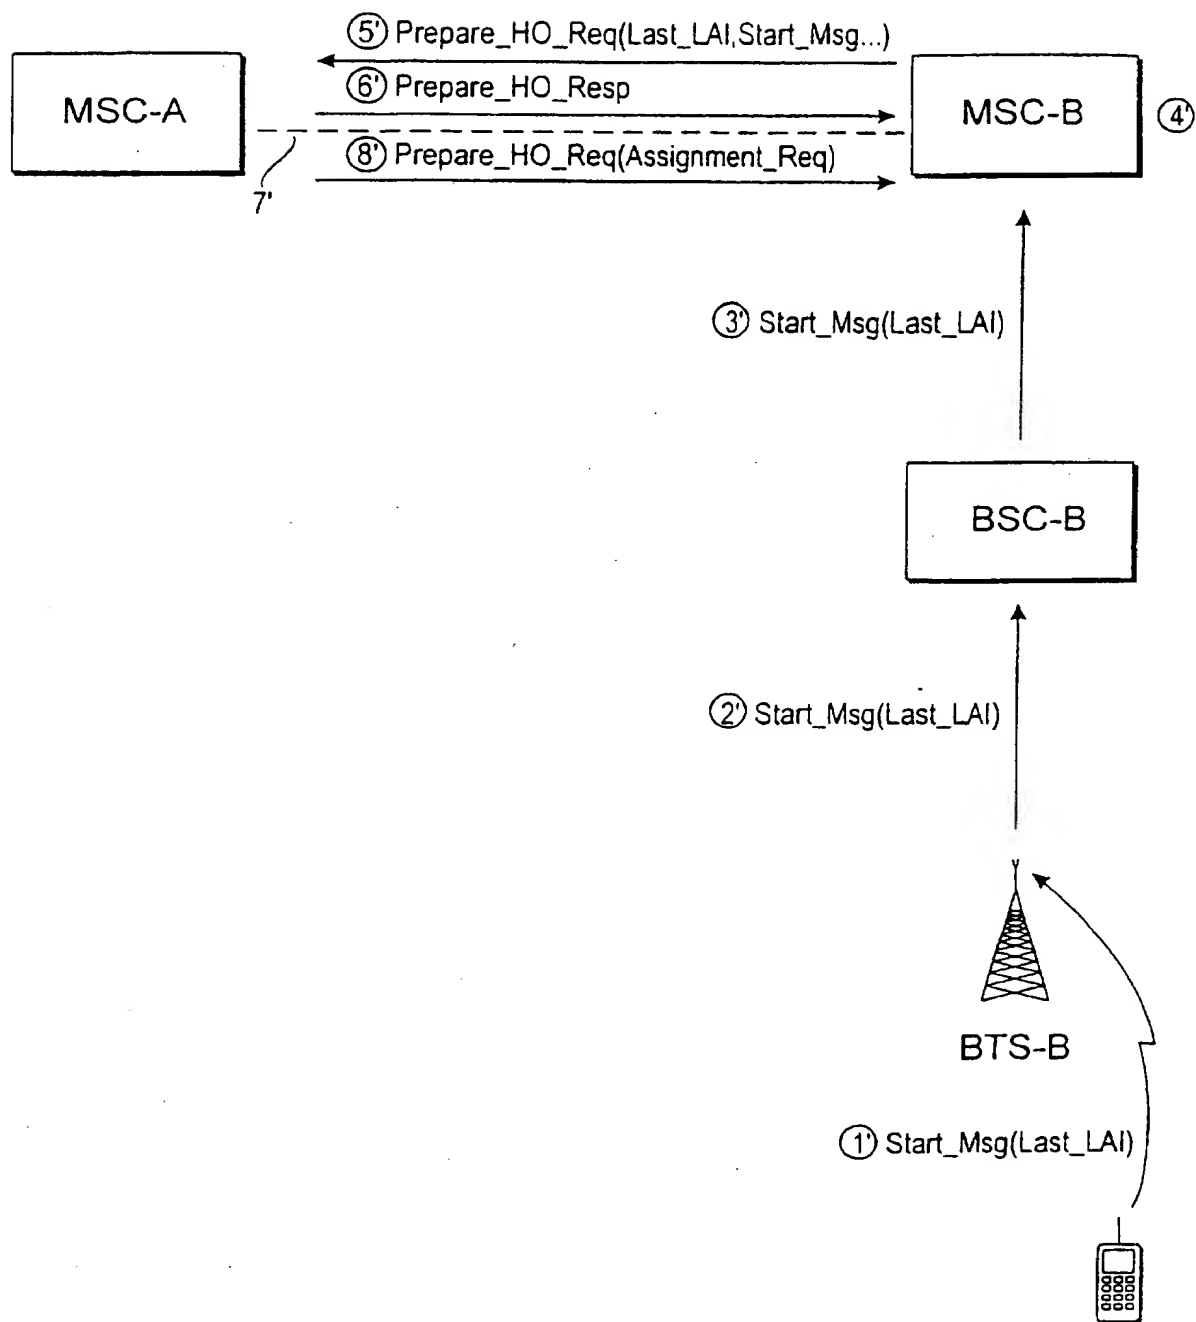 ⑤' Prepare_HO_Req(Last_LAI,Start_Msg...)
MSC-A
⑥' Prepare_HO_Resp
MSC-B
④'
⑧' Prepare_HO_Req(Assignment_Req)
7'
③' Start_Msg(Last_LAI)
BSC-B
②' Start_Msg(Last_LAI)
BTS-B
①' Start_Msg(Last_LAI)